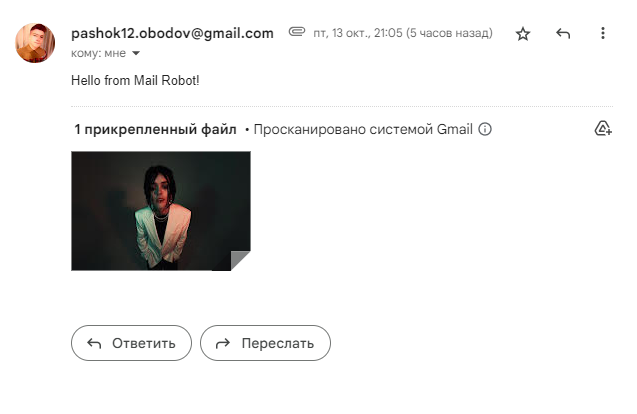 pashok12.obodov@gmail.com пт, 13 окт., 21:05 (5 часов назад)
кому: мне
Hello from Mail Robot!
1 прикрепленный файл • Просканировано системой Gmail
Ответить Переслать